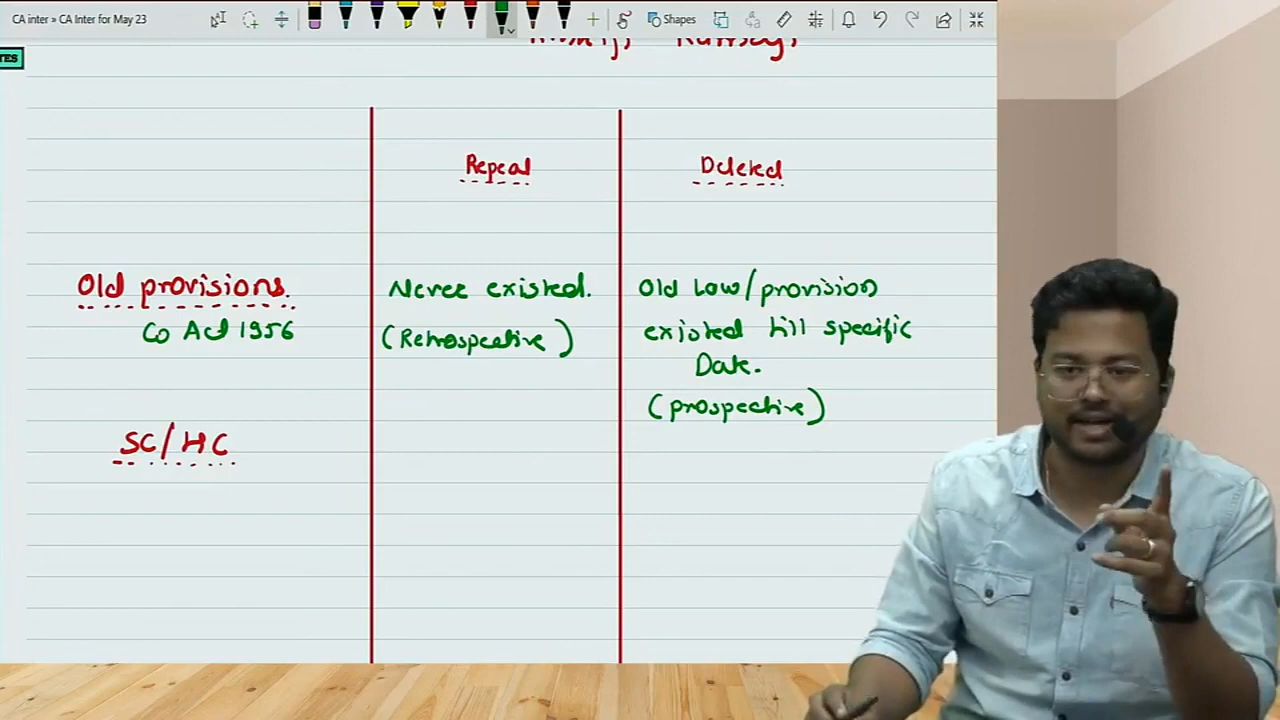 CA inter » CA Inter for May 23
Shapes
TES
Repeal
Deleted
Old provisions.
Co Act 1956
Never existed.
(Retrospective)
Old Law/provision
existed till specific
Date.
(prospective)
SC/HC